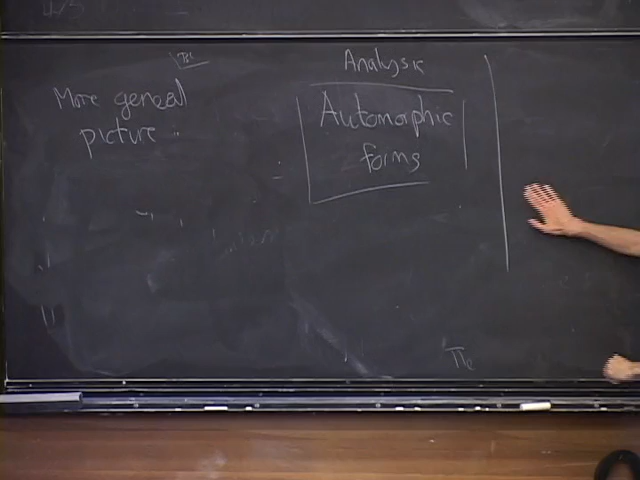 More general
picture
Analysis
Automorphic
forms